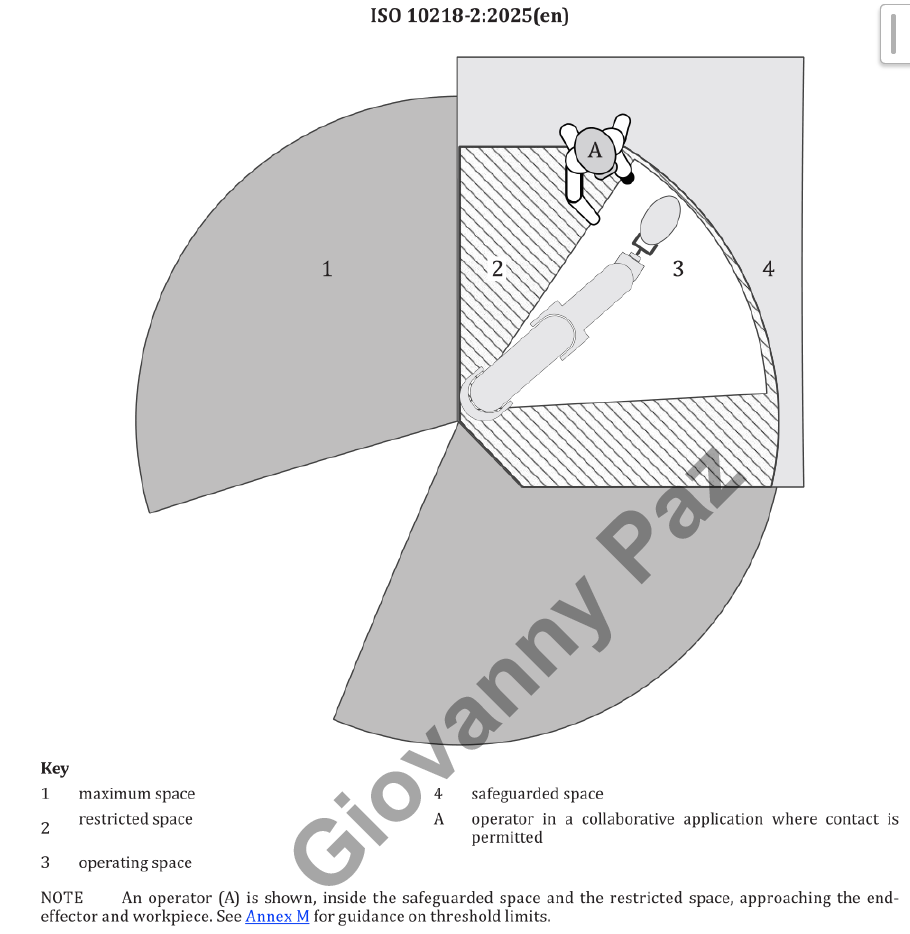 ISO 10218-2:2025(en)
A
1
2
3
4
Giovanny Paz
Key
1 maximum space
2 restricted space
3 operating space
4 safeguarded space
A operator in a collaborative application where contact is
permitted
NOTE An operator (A) is shown, inside the safeguarded space and the restricted space, approaching the end-
effector and workpiece. See Annex M for guidance on threshold limits.